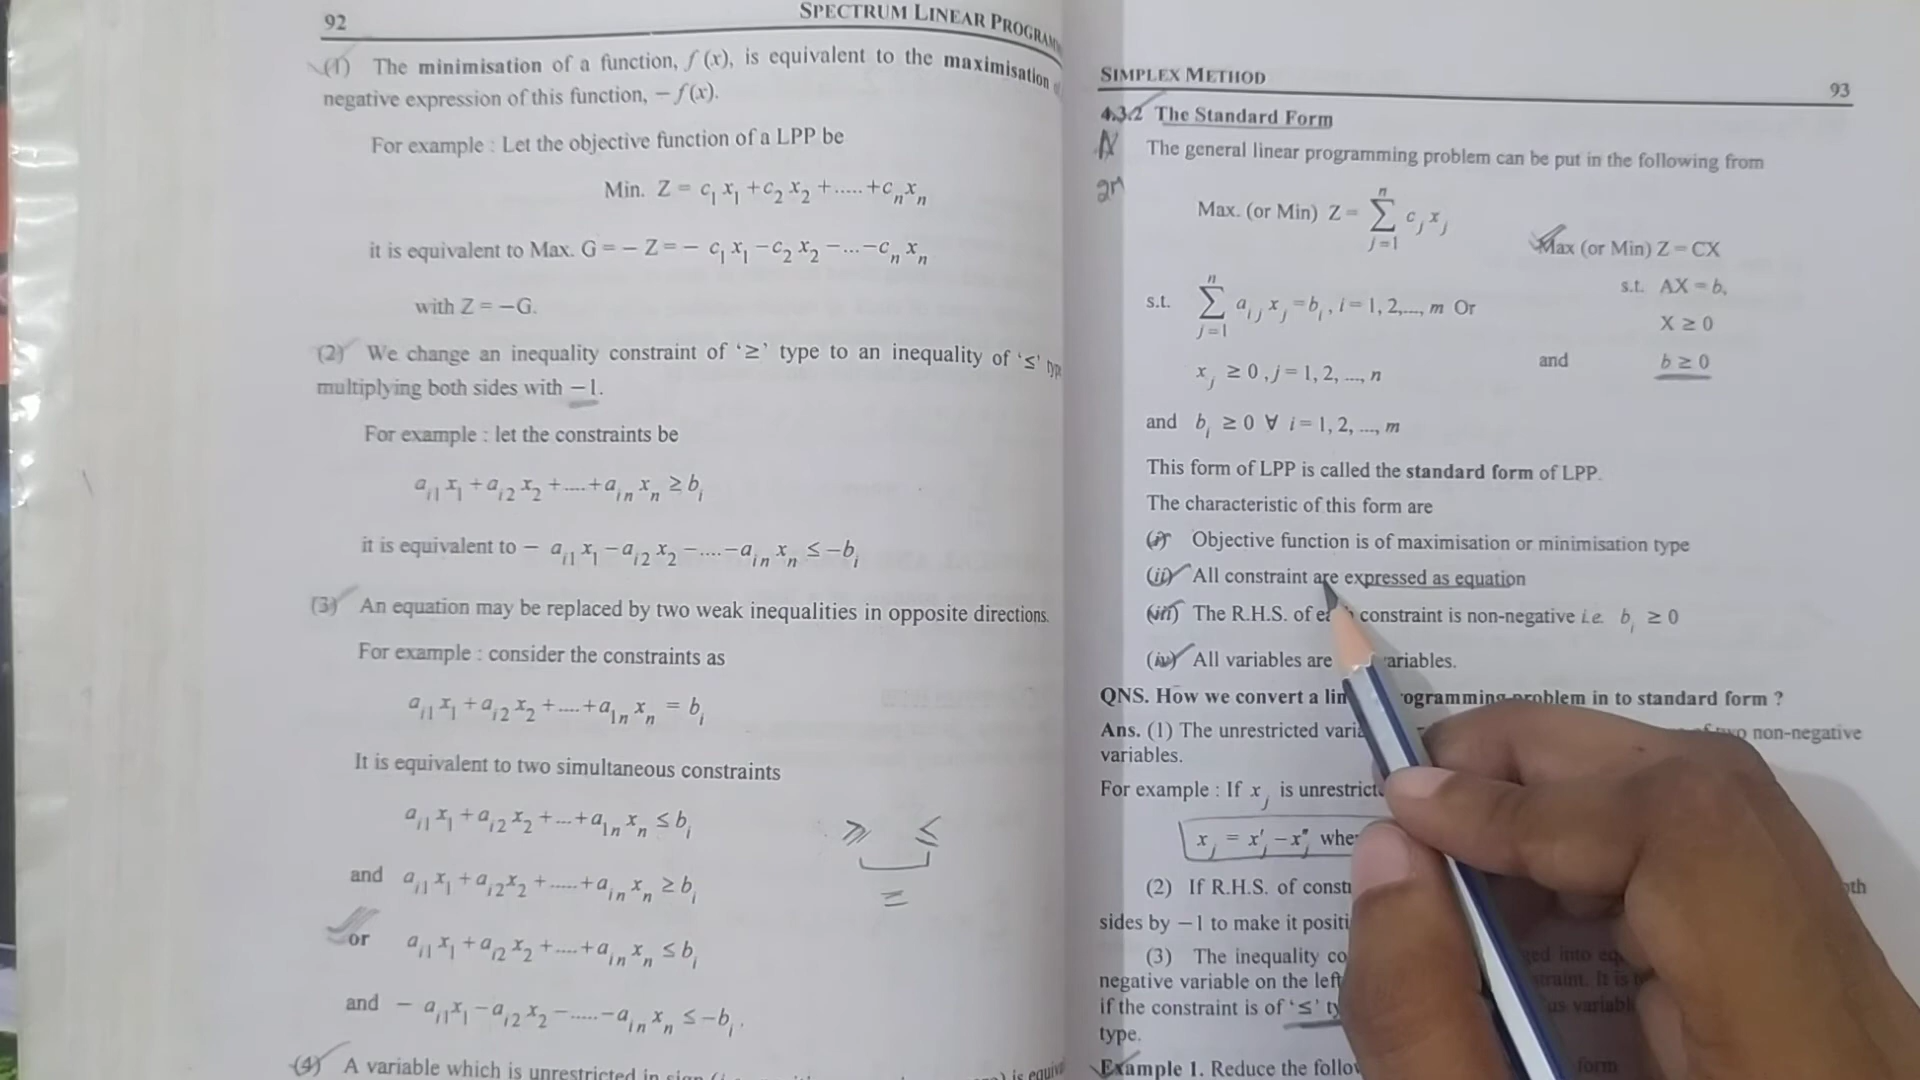 92
SPECTRUM LINEAR PROGRAM
(1) The minimisation of a function, f (x), is equivalent to the maximisation
negative expression of this function, – f(x).
For example : Let the objective function of a LPP be
Min. Z = c₁ x₁ + c₂ x₂ + ..... + cₙ xₙ
it is equivalent to Max. G = – Z = – c₁ x₁ – c₂ x₂ – ... – cₙ xₙ
with Z = –G.
(2) We change an inequality constraint of ‘≥’ type to an inequality of ‘≤’
multiplying both sides with –1.
For example : let the constraints be
aᵢ₁ x₁ + aᵢ₂ x₂ + .... + aᵢₙ xₙ ≥ bᵢ
it is equivalent to – aᵢ₁ x₁ – aᵢ₂ x₂ – .... – aᵢₙ xₙ ≤ –bᵢ
(3) An equation may be replaced by two weak inequalities in opposite directions.
For example : consider the constraints as
aᵢ₁ x₁ + aᵢ₂ x₂ + .... + a₁ₙ xₙ = bᵢ
It is equivalent to two simultaneous constraints
aᵢ₁ x₁ + aᵢ₂ x₂ + ... + a₁ₙ xₙ ≤ bᵢ
and aᵢ₁ x₁ + aᵢ₂ x₂ + ..... + aᵢₙ xₙ ≥ bᵢ
≥ ≤
=
or aᵢ₁ x₁ + aᵢ₂ x₂ + .... + aᵢₙ xₙ ≤ bᵢ
and – aᵢ₁ x₁ – aᵢ₂ x₂ – ..... – aᵢₙ xₙ ≤ –bᵢ .
(4) A variable which is unrestricted in sign
SIMPLEX METHOD
93
4.3.2 The Standard Form
The general linear programming problem can be put in the following from
Max. (or Min) Z = ∑ⱼ₌₁ⁿ cⱼ xⱼ
Max (or Min) Z = CX
s.t. ∑ⱼ₌₁ⁿ aᵢⱼ xⱼ = bᵢ , i = 1, 2,...., m Or
s.t. AX = b,
X ≥ 0
xⱼ ≥ 0 , j = 1, 2, ..., n
and b ≥ 0
and bᵢ ≥ 0 ∀ i = 1, 2, ..., m
This form of LPP is called the standard form of LPP.
The characteristic of this form are
(i) Objective function is of maximisation or minimisation type
(ii) All constraint are expressed as equation
(iii) The R.H.S. of constraint is non-negative i.e. bᵢ ≥ 0
(iv) All variables are
QNS. How we convert a problem in to standard form ?
Ans. (1) The unrestricted two non-negative
variables.
For example : If xⱼ is
xⱼ = x′ⱼ – x″ⱼ
(2) If R.H.S. of
sides by –1 to make it
(3) The inequality
negative variable on the left
if the constraint is of ‘≤’
type.
Example 1. Reduce the form